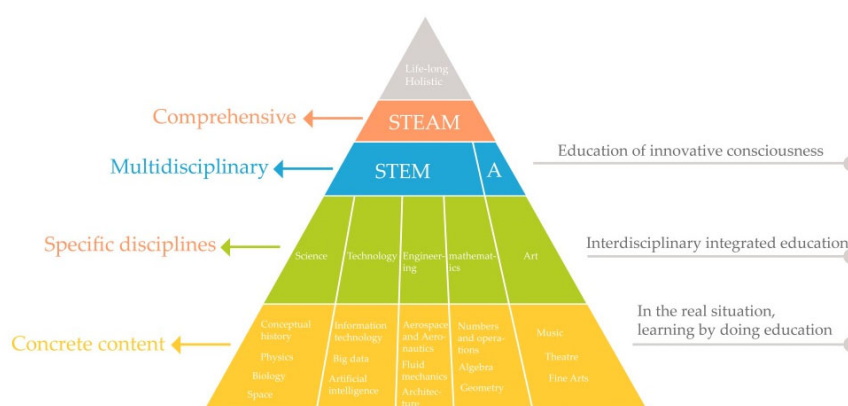 Life-long
Holistic
Comprehensive
STEAM
Multidisciplinary
STEM
A
Education of innovative consciousness
Specific disciplines
Science
Technology
Engineer-
ing
mathemat-
ics
Art
Interdisciplinary integrated education
Concrete content
Conceptual
history
Physics
Biology
Space
Information
technology
Big data
Artificial
intelligence
Aerospace
and Aero-
nautics
Fluid
mechanics
Architec-
ture
Numbers
and opera-
tions
Algebra
Geometry
Music
Theatre
Fine Arts
In the real situation,
learning by doing education